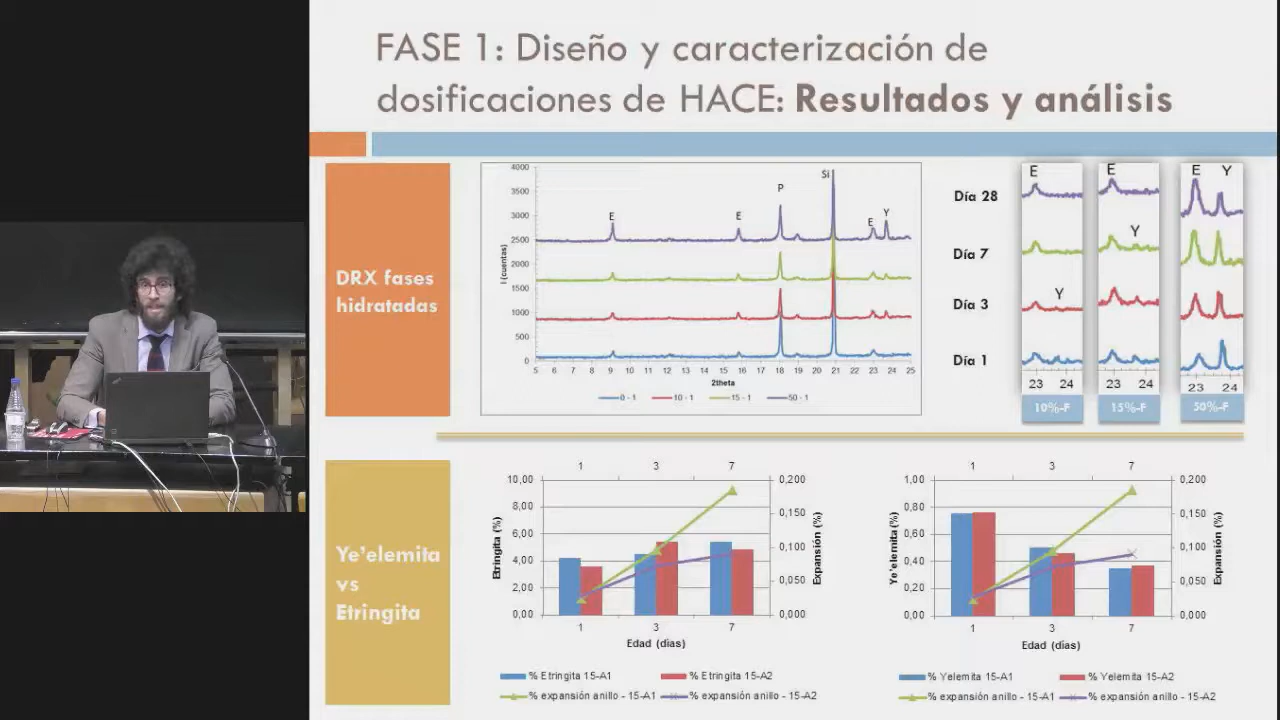 FASE 1: Diseño y caracterización de
dosificaciones de HACE: Resultados y análisis
DRX fases
hidratadas
I (cuentas)
4000
3500
3000
2500
2000
1500
1000
500
0
E
E
P
Si
E
Y
5 6 7 8 9 10 11 12 13 14 15 16 17 18 19 20 21 22 23 24 25
2theta
0 - 1
10 - 1
15 - 1
50 - 1
Día 28
Día 7
Día 3
Día 1
E
Y
23 24
10%-F
E
Y
23 24
15%-F
E Y
23 24
50%-F
Ye'elemita
vs
Etringita
1 3 7
Etringita (%)
10,00
8,00
6,00
4,00
2,00
0,00
0,200
0,150
0,100
0,050
0,000
Expansión (%)
1 3 7
Edad (días)
% Etringita 15-A1
% Etringita 15-A2
% expansión anillo - 15-A1
% expansión anillo - 15-A2
1 3 7
Ye'elemita (%)
1,00
0,80
0,60
0,40
0,20
0,00
0,200
0,150
0,100
0,050
0,000
Expansión (%)
1 3 7
Edad (días)
% Yelemita 15-A1
% Yelemita 15-A2
% expansión anillo - 15-A1
% expansión anillo - 15-A2